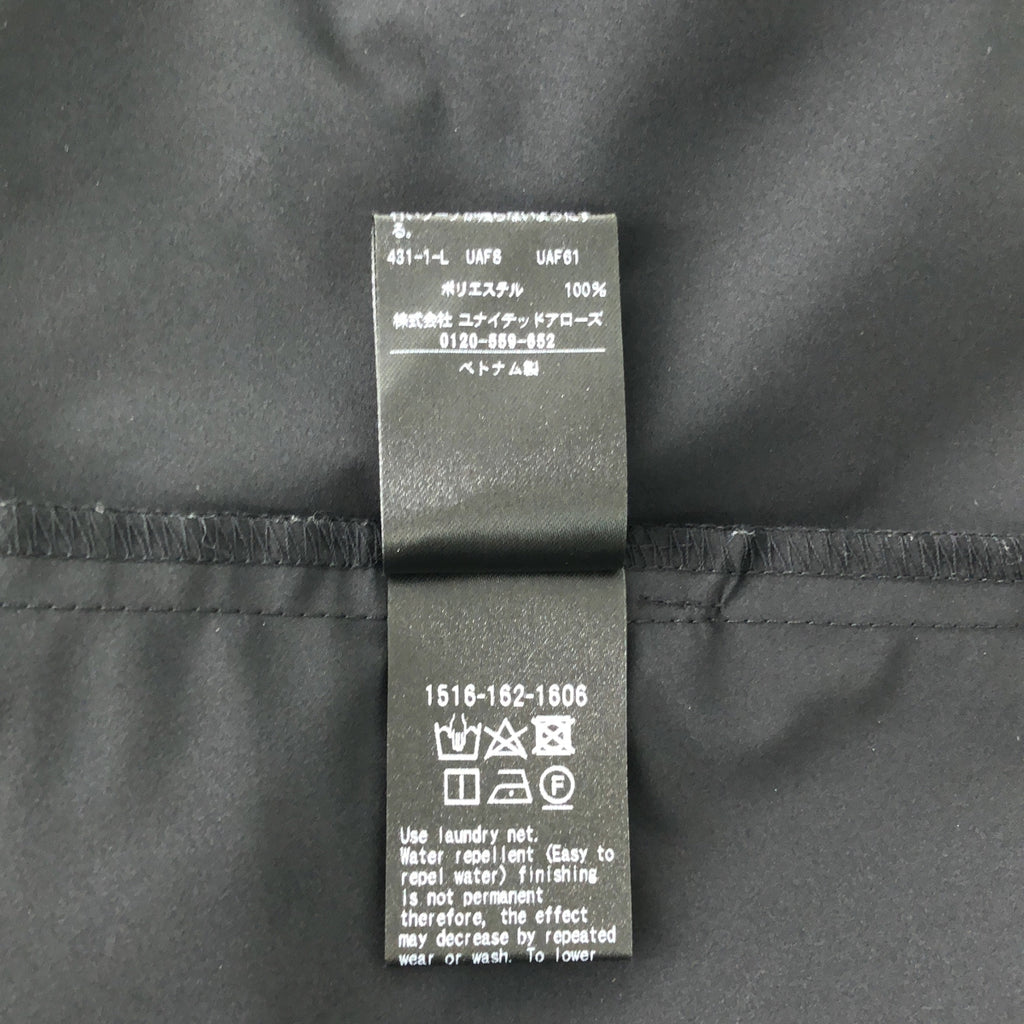 る。
431-1-L UAF8 UAF61
ポリエステル 100%
株式会社 ユナイテッドアローズ
0120-559-652
ベトナム製
1516-162-1606
F
Use laundry net.
Water repellent (Easy to
repel water) finishing
is not permanent
therefore, the effect
may decrease by repeated
wear or wash. To lower